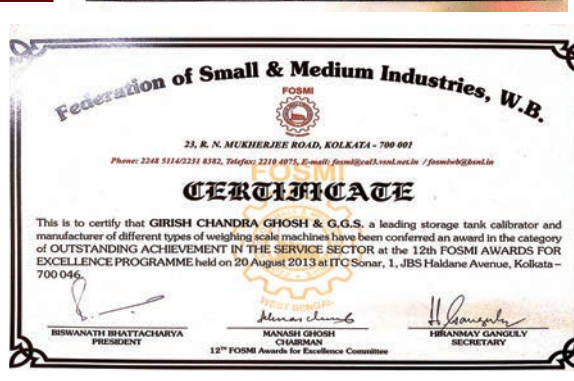 Federation of Small & Medium Industries, W.B.
FOSMI
23, R. N. MUKHERJEE ROAD, KOLKATA - 700 001
Phone: 2248 5114/2231 8382, Telefax: 2210 4075, E-mail: fosmi@cal3.vsnl.net.in / fosmiwb@bsnl.in
FOSMI
CERTIFICATE
This is to certify that GIRISH CHANDRA GHOSH & G.G.S. a leading storage tank calibrator and
manufacturer of different types of weighing scale machines have been conferred an award in the category
of OUTSTANDING ACHIEVEMENT IN THE SERVICE SECTOR at the 12th FOSMI AWARDS FOR
EXCELLENCE PROGRAMME held on 20 August 2013 at ITC Sonar, 1, JBS Haldane Avenue, Kolkata –
700 046.
WEST BENGAL
BISWANATH BHATTACHARYA
PRESIDENT
MANASH GHOSH
CHAIRMAN
12TH FOSMI Awards for Excellence Committee
HIRANMAY GANGULY
SECRETARY